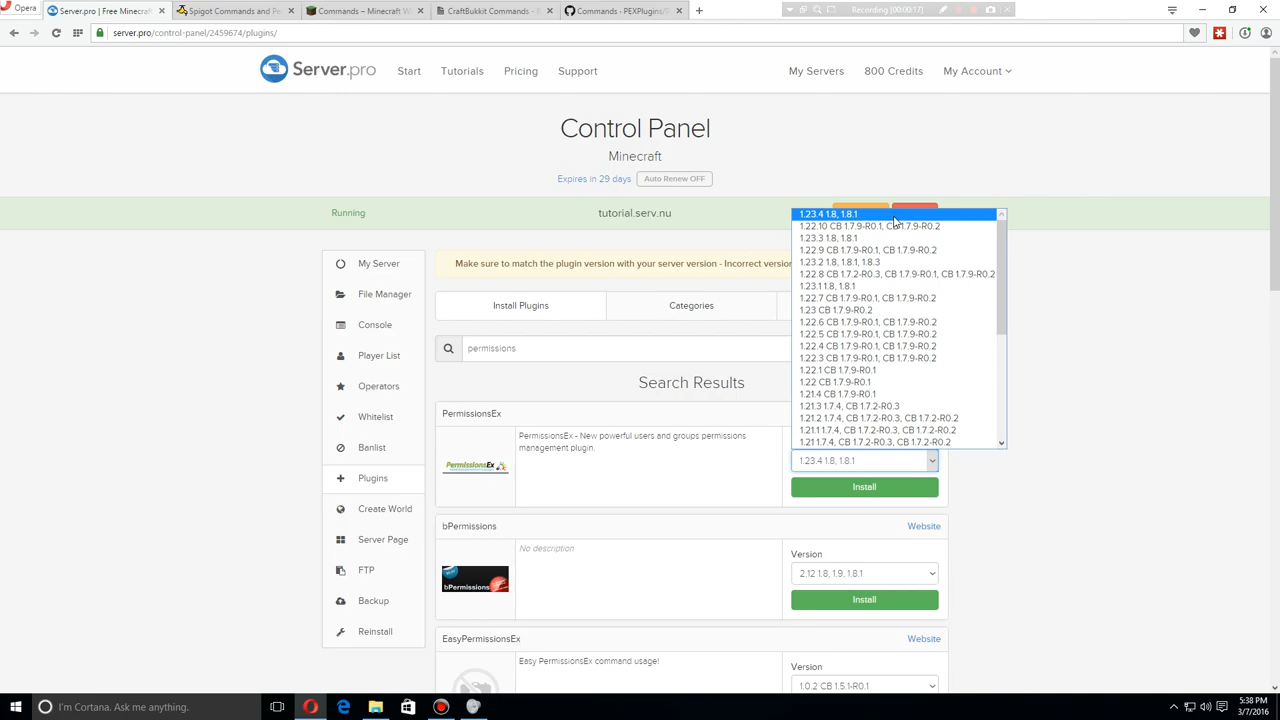 Opera
Server.pro | Free Minecraft
Spigot Commands and Pe
Commands – Minecraft W
CraftBukkit Commands - B
Commands - PEXPlugins/P
Recording [00:00:17]
server.pro/control-panel/2459674/plugins/
Server.pro
Start
Tutorials
Pricing
Support
My Servers
800 Credits
My Account
Control Panel
Minecraft
Expires in 29 days
Auto Renew OFF
Running
tutorial.serv.nu
My Server
File Manager
Console
Player List
Operators
Whitelist
Banlist
Plugins
Create World
Server Page
FTP
Backup
Reinstall
Make sure to match the plugin version with your server version - Incorrect version
Install Plugins
Categories
permissions
Search Results
PermissionsEx
PermissionsEx - New powerful users and groups permissions
management plugin.
1.23.4 1.8, 1.8.1
1.22.10 CB 1.7.9-R0.1, CB 1.7.9-R0.2
1.23.3 1.8, 1.8.1
1.22.9 CB 1.7.9-R0.1, CB 1.7.9-R0.2
1.23.2 1.8, 1.8.1, 1.8.3
1.22.8 CB 1.7.2-R0.3, CB 1.7.9-R0.1, CB 1.7.9-R0.2
1.23.1 1.8, 1.8.1
1.22.7 CB 1.7.9-R0.1, CB 1.7.9-R0.2
1.23 CB 1.7.9-R0.2
1.22.6 CB 1.7.9-R0.1, CB 1.7.9-R0.2
1.22.5 CB 1.7.9-R0.1, CB 1.7.9-R0.2
1.22.4 CB 1.7.9-R0.1, CB 1.7.9-R0.2
1.22.3 CB 1.7.9-R0.1, CB 1.7.9-R0.2
1.22.1 CB 1.7.9-R0.1
1.22 CB 1.7.9-R0.1
1.21.4 CB 1.7.9-R0.1
1.21.3 1.7.4, CB 1.7.2-R0.3
1.21.2 1.7.4, CB 1.7.2-R0.3, CB 1.7.2-R0.2
1.21.1 1.7.4, CB 1.7.2-R0.3, CB 1.7.2-R0.2
1.21 1.7.4, CB 1.7.2-R0.3, CB 1.7.2-R0.2
1.23.4 1.8, 1.8.1
Install
PermissionsEx
bPermissions
Website
No description
bPermissions
Version
2.12 1.8, 1.9, 1.8.1
Install
EasyPermissionsEx
Website
Easy PermissionsEx command usage!
Version
1.0.2 CB 1.5.1-R0.1
I'm Cortana. Ask me anything.
5:38 PM
3/7/2016